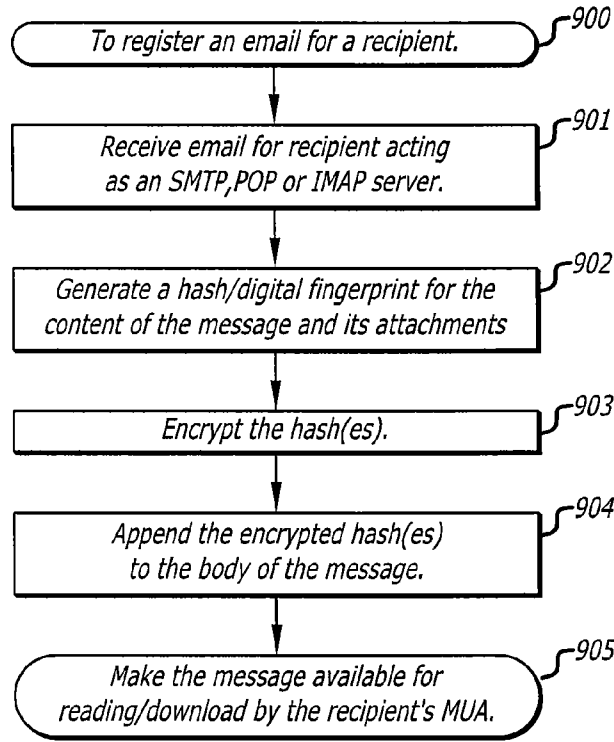 To register an email for a recipient.
900
Receive email for recipient acting
as an SMTP,POP or IMAP server.
901
Generate a hash/digital fingerprint for the
content of the message and its attachments
902
Encrypt the hash(es).
903
Append the encrypted hash(es)
to the body of the message.
904
Make the message available for
reading/download by the recipient's MUA.
905